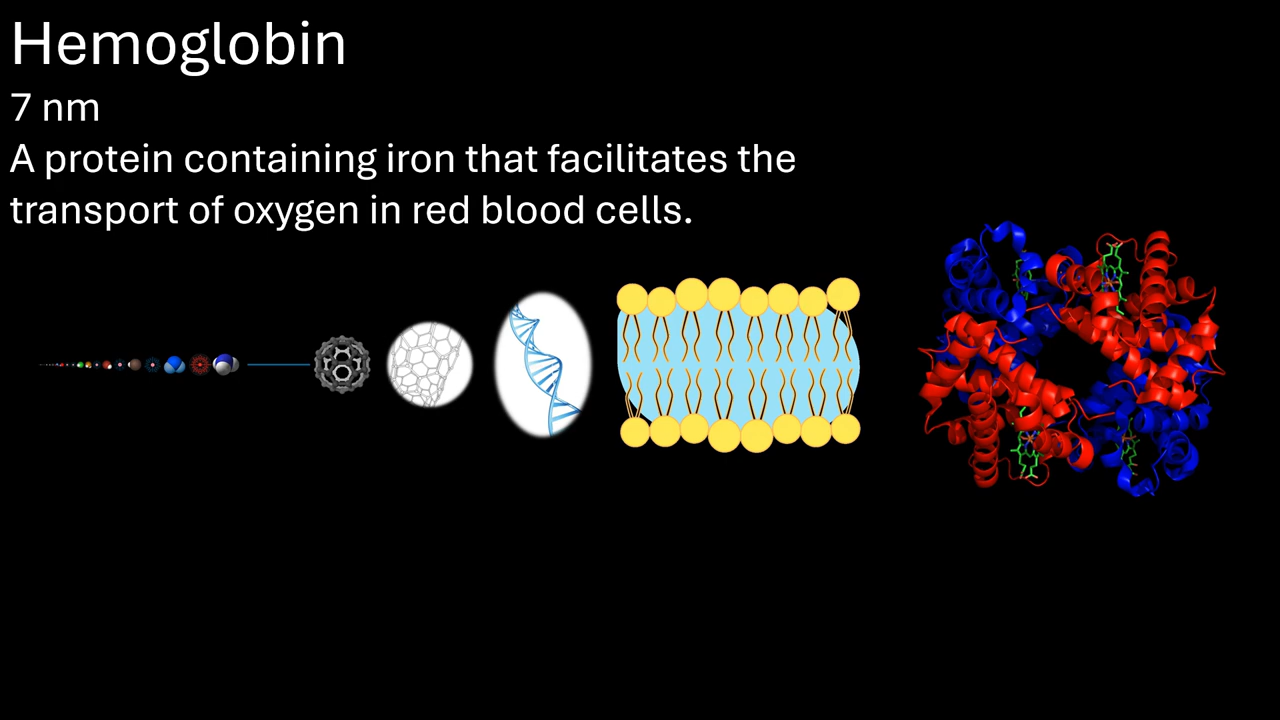 Hemoglobin
7 nm
A protein containing iron that facilitates the
transport of oxygen in red blood cells.